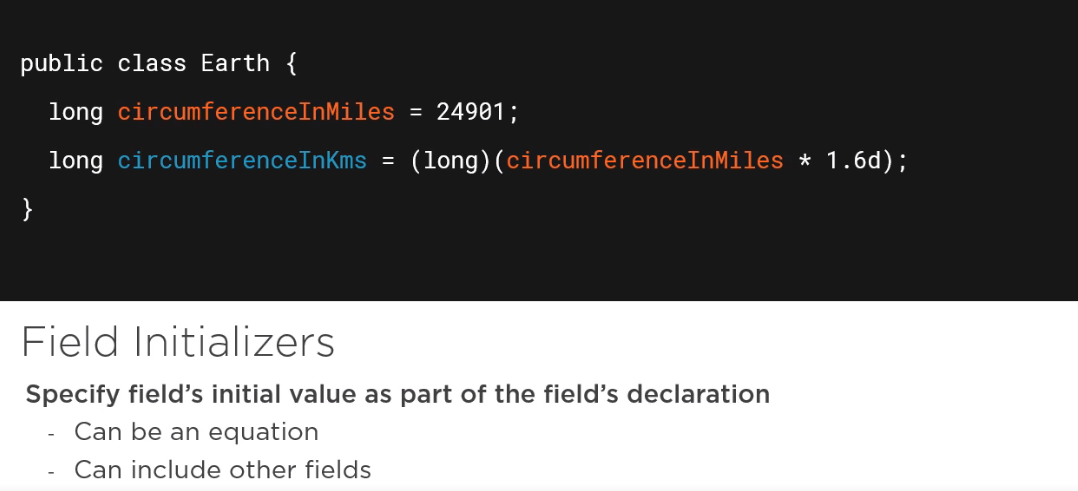 public class Earth {
long circumferenceInMiles = 24901;
long circumferenceInKms = (long)(circumferenceInMiles * 1.6d);
}
Field Initializers
Specify field’s initial value as part of the field’s declaration
- Can be an equation
- Can include other fields